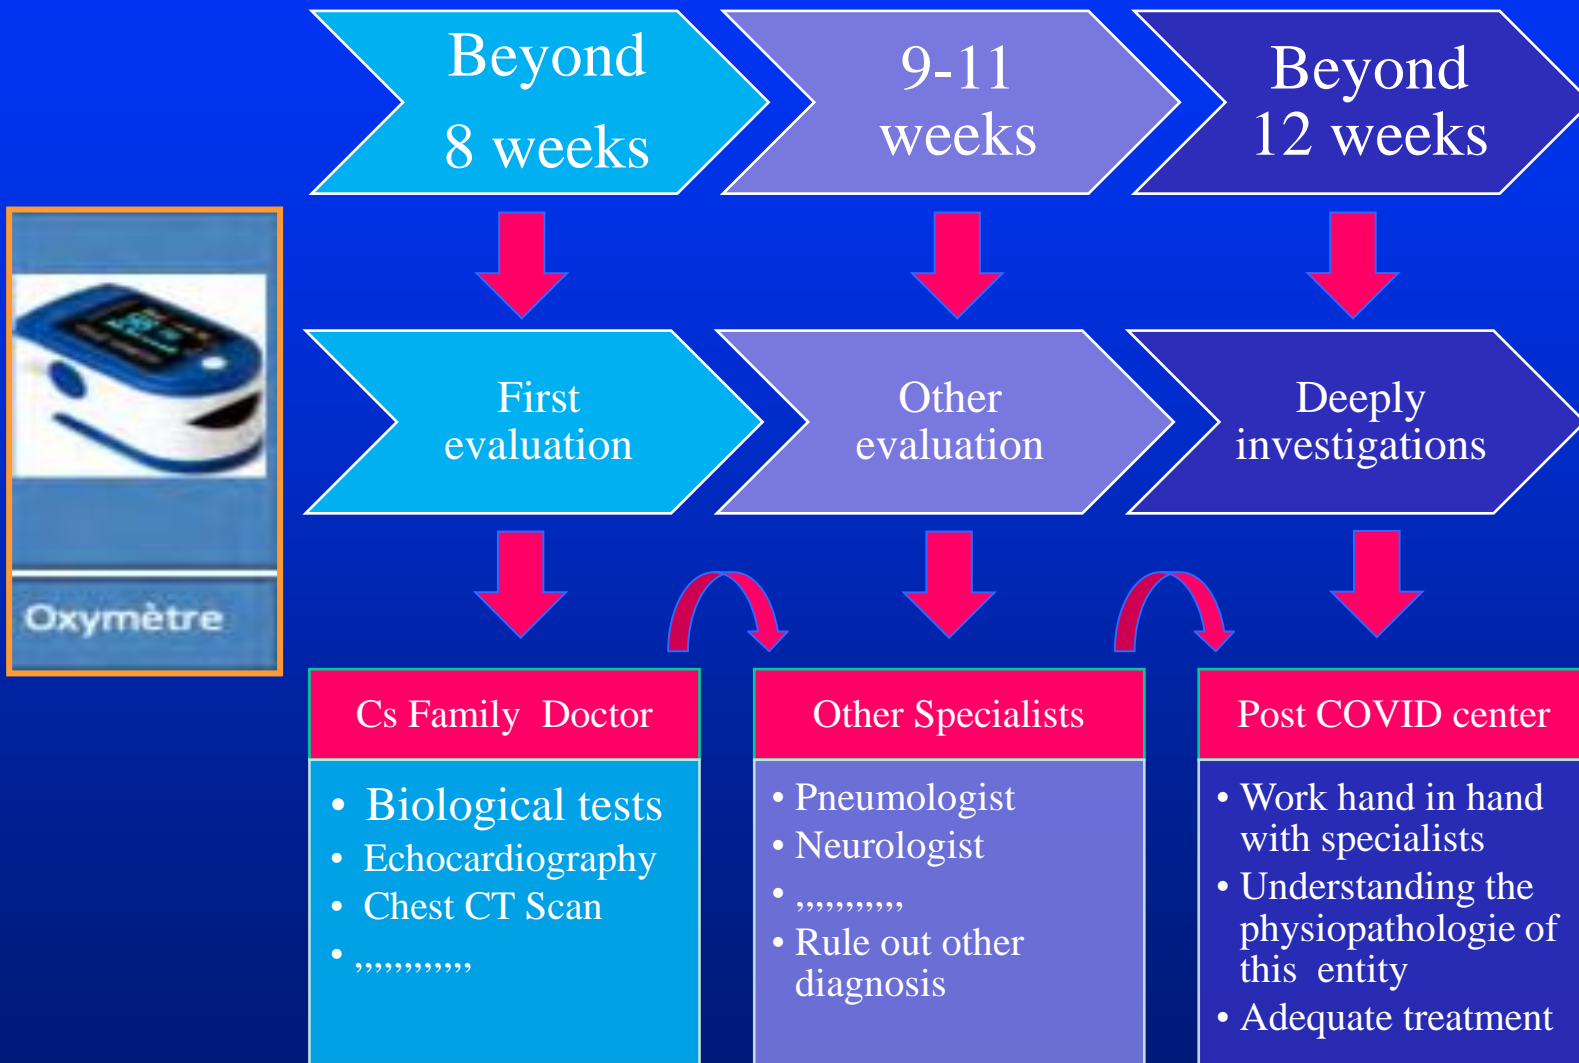 Beyond
8 weeks
9-11
weeks
Beyond
12 weeks
First
evaluation
Other
evaluation
Deeply
investigations
Oxymètre
Cs Family  Doctor
• Biological tests
• Echocardiography
• Chest CT Scan
• ,,,,,,,,,,,,
Other Specialists
• Pneumologist
• Neurologist
• ,,,,,,,,,,,
• Rule out other
diagnosis
Post COVID center
• Work hand in hand
with specialists
• Understanding the
physiopathologie of
this  entity
• Adequate treatment